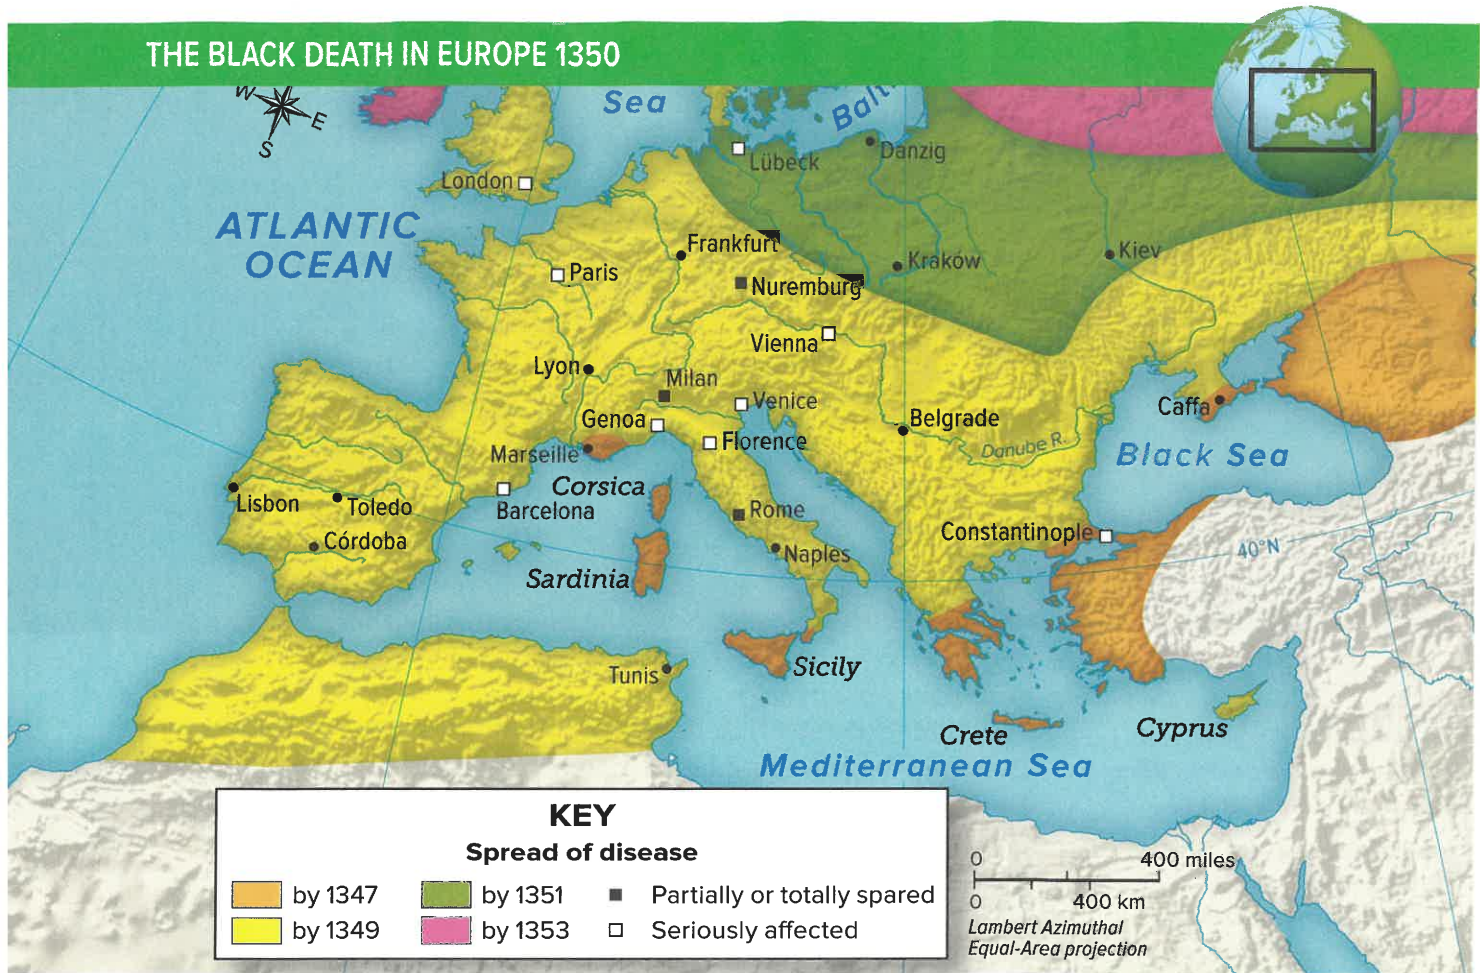 THE BLACK DEATH IN EUROPE 1350
W
E
S
Sea
Balt
Lübeck
Danzig
London
ATLANTIC
OCEAN
Frankfurt
Kiev
Kraków
Paris
Nuremburg
Vienna
Lyon
Milan
Venice
Caffa
Genoa
Belgrade
Florence
Danube R.
Marseille
Black Sea
Corsica
Lisbon
Toledo
Barcelona
Rome
Córdoba
Constantinople
40°N
Naples
Sardinia
Tunis
Sicily
Crete
Cyprus
Mediterranean Sea
KEY
Spread of disease
by 1347
by 1351
Partially or totally spared
by 1349
by 1353
Seriously affected
0
400 miles
0
400 km
Lambert Azimuthal
Equal-Area projection